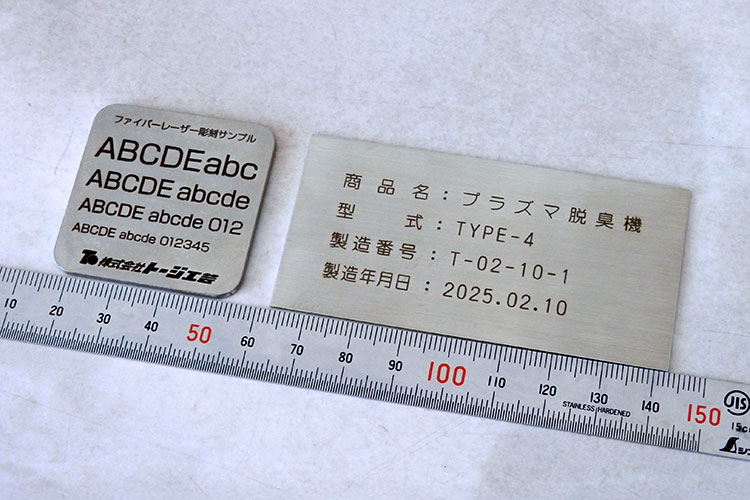 ファイバーレーザー彫刻サンプル
ABCDEabc
ABCDE abcde
ABCDE abcde 012
ABCDE abcde 012345
株式会社トージ工芸
商品名：プラズマ脱臭機
型式：TYPE-4
製造番号：T-02-10-1
製造年月日：2025.02.10
10 20 30 40 50 60 70 80 90 100 110 120 130 140 150
STAINLESS HARDENED
JIS